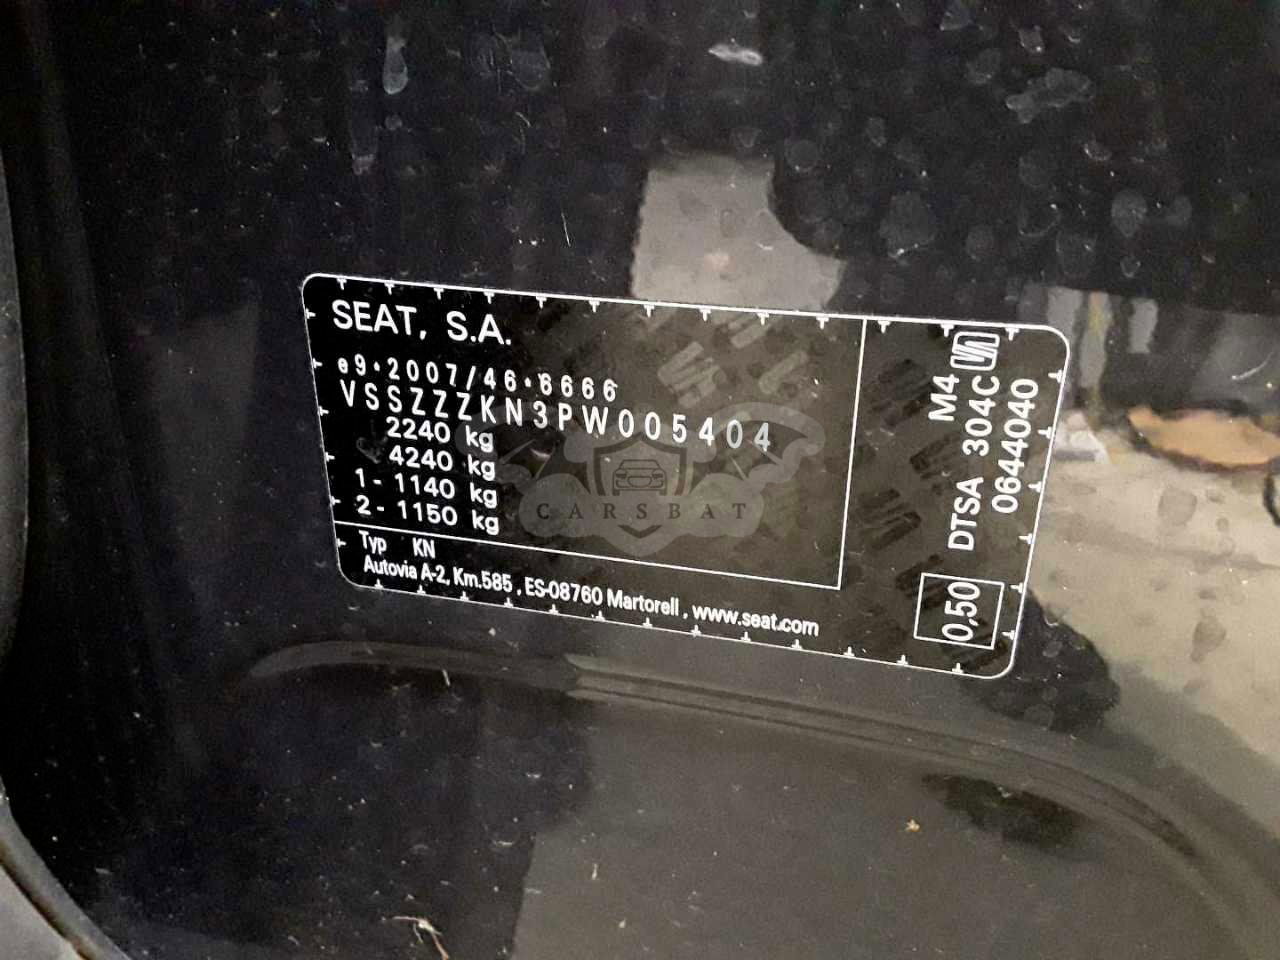 SEAT, S.A.
e9*2007/46*6666
VSSZZZKN3PW005404
2240 kg
4240 kg
1 - 1140 kg
2 - 1150 kg
Typ KN
Autovia A-2, Km.585, ES-08760 Martorell, www.seat.com
M4
DTSA 304C
0644040
0,50
CARSBAT